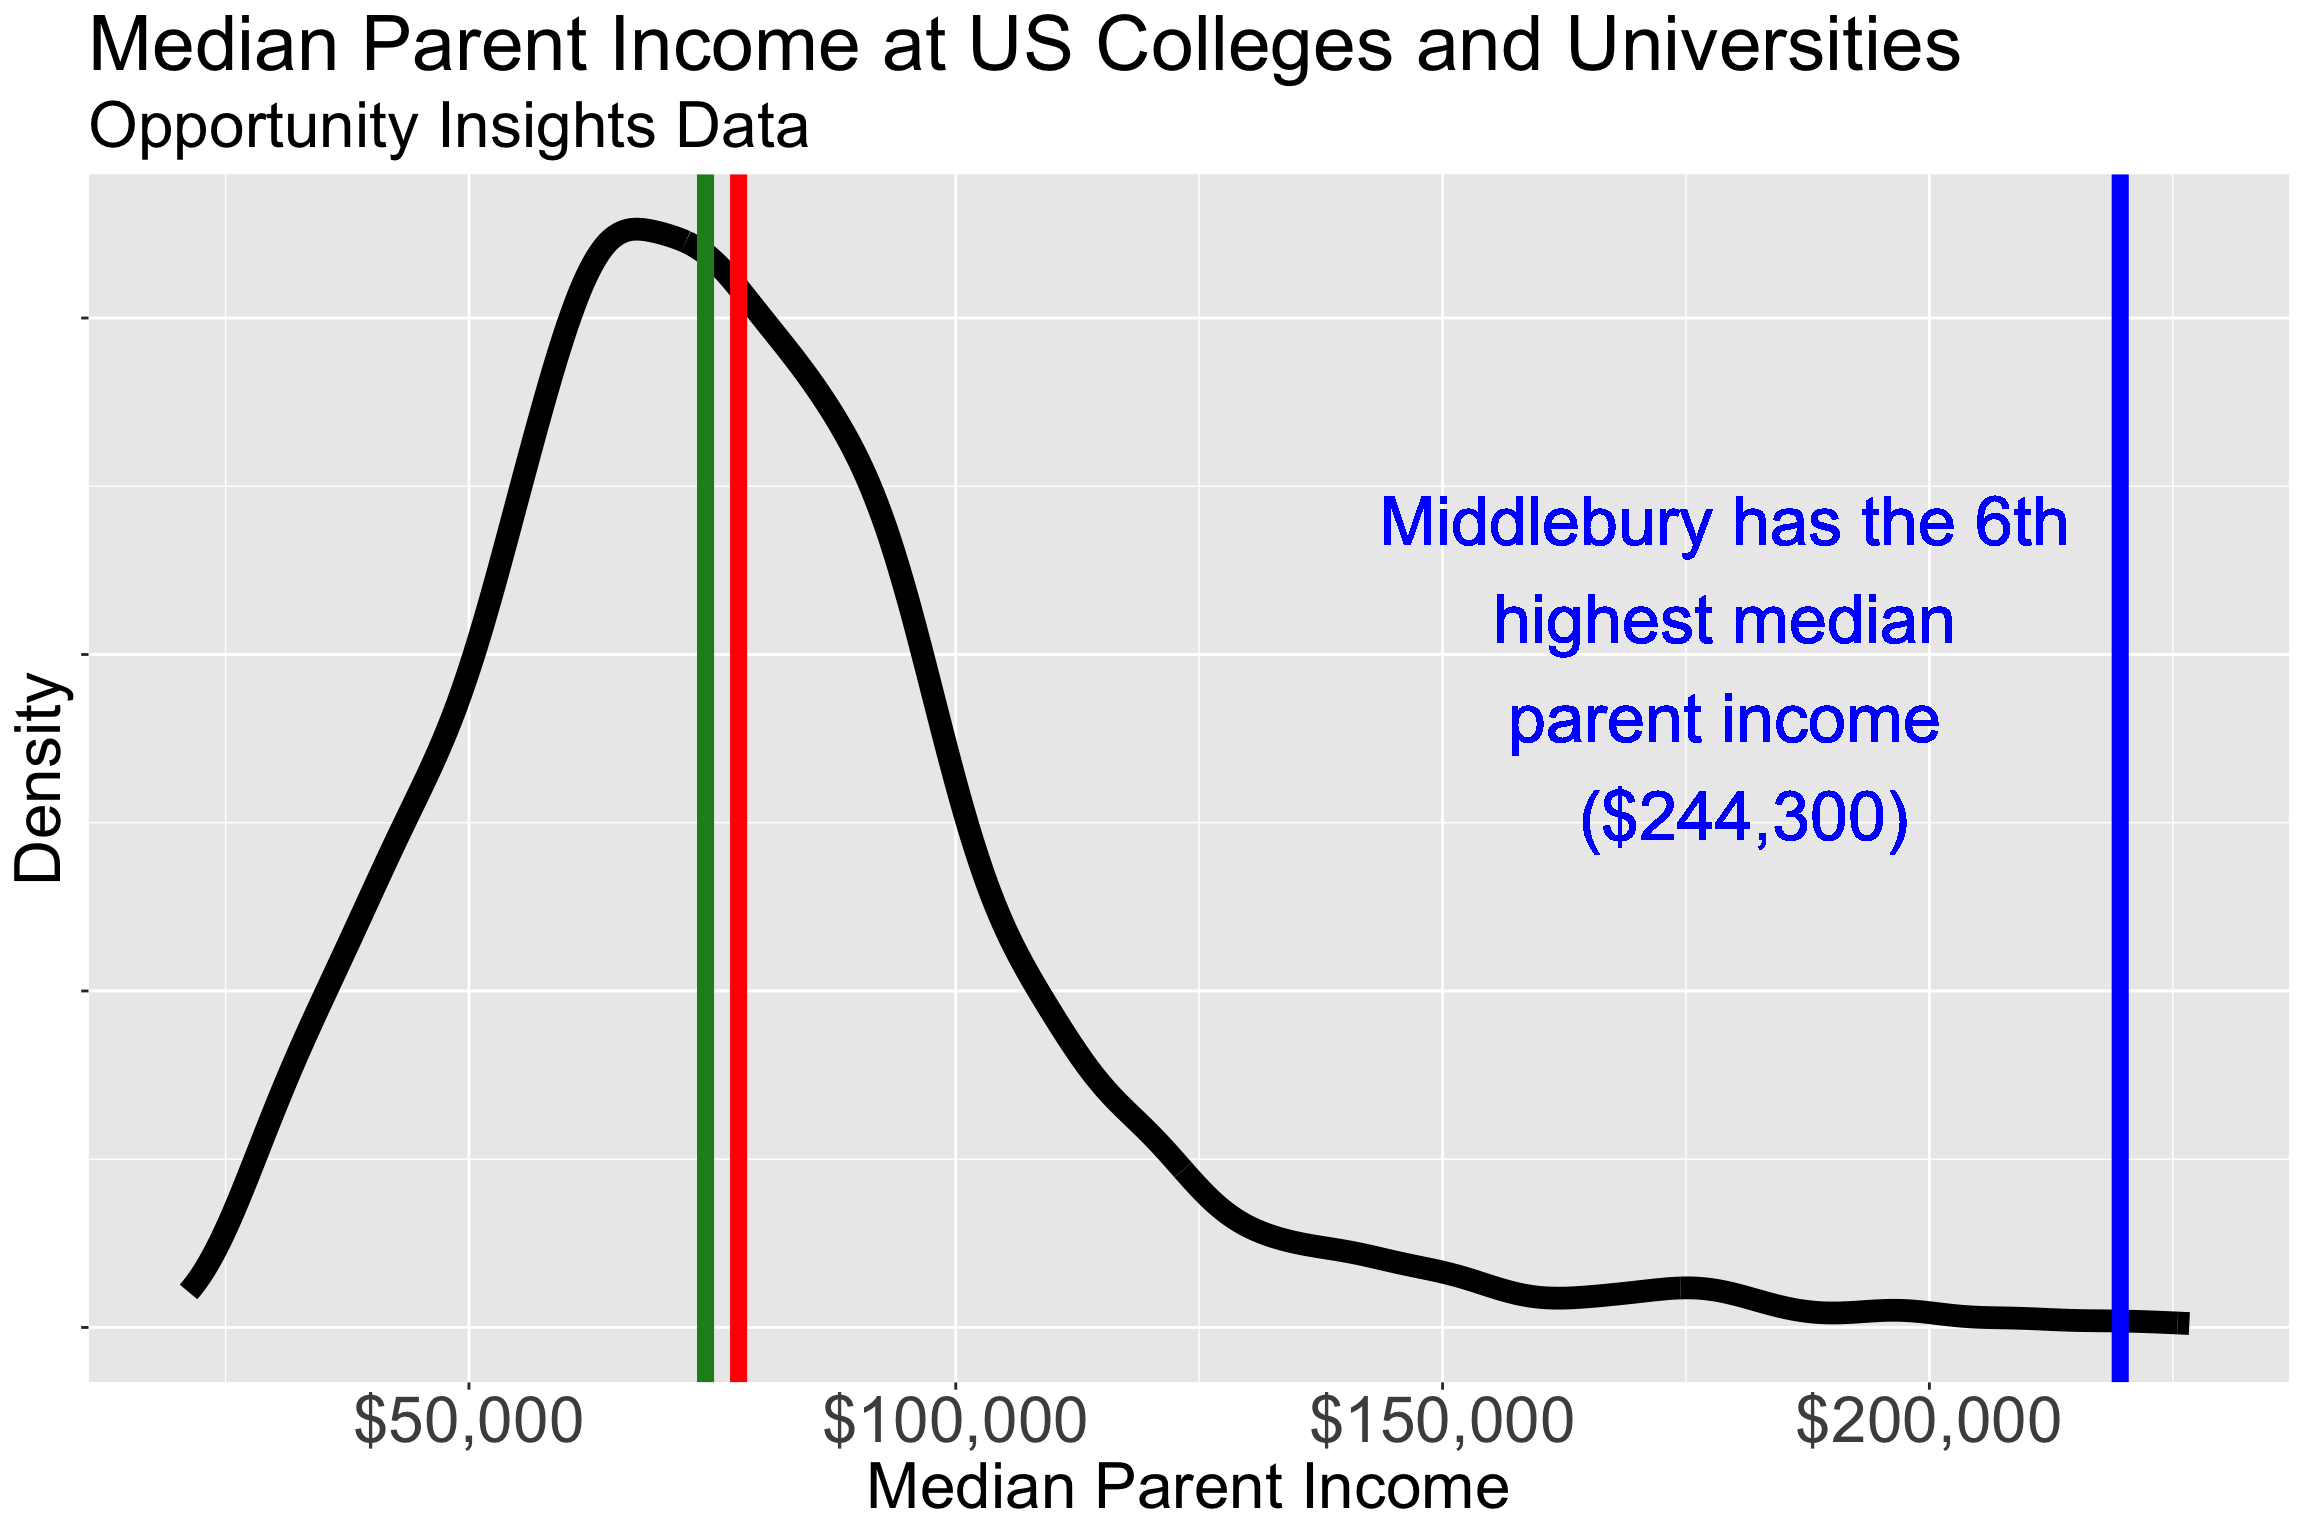 Median Parent Income at US Colleges and Universities
Opportunity Insights Data
Density
Middlebury has the 6th
highest median
parent income
($244,300)
$50,000
$100,000
$150,000
$200,000
Median Parent Income